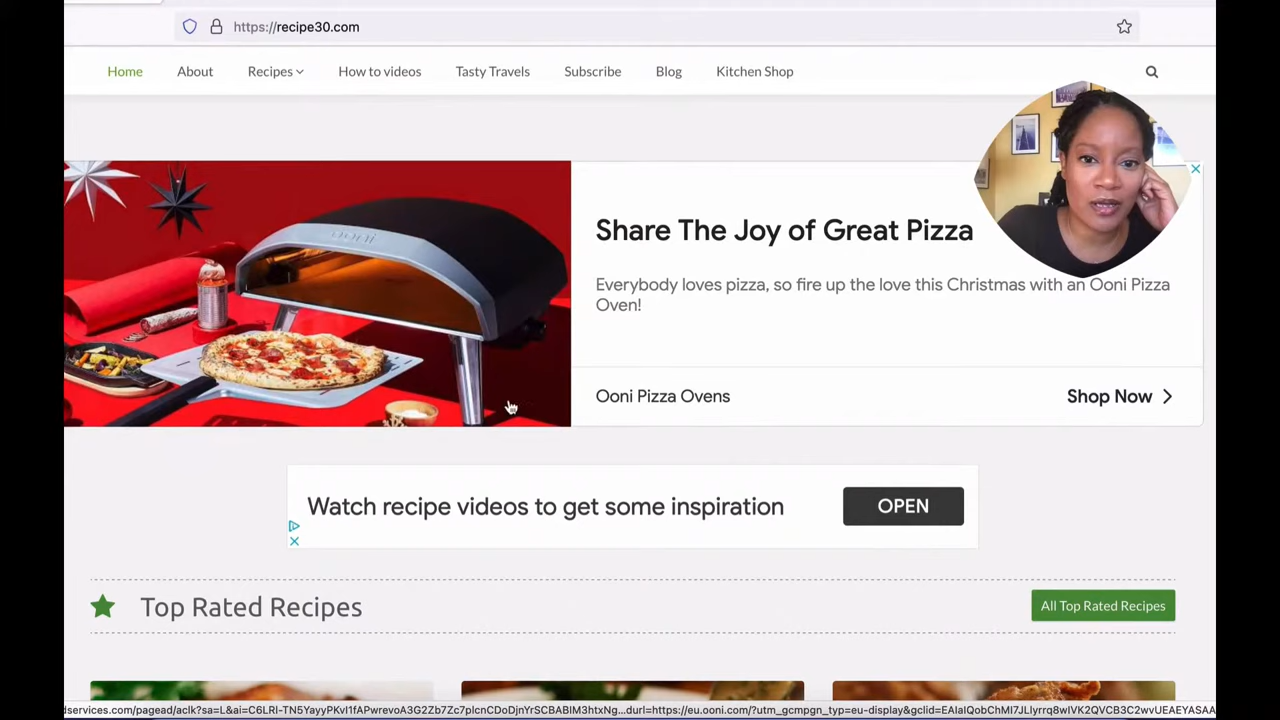 https://recipe30.com
Home About Recipes How to videos Tasty Travels Subscribe Blog Kitchen Shop
ooni
Share The Joy of Great Pizza
Everybody loves pizza, so fire up the love this Christmas with an Ooni Pizza
Oven!
Ooni Pizza Ovens Shop Now
Watch recipe videos to get some inspiration OPEN
Top Rated Recipes All Top Rated Recipes